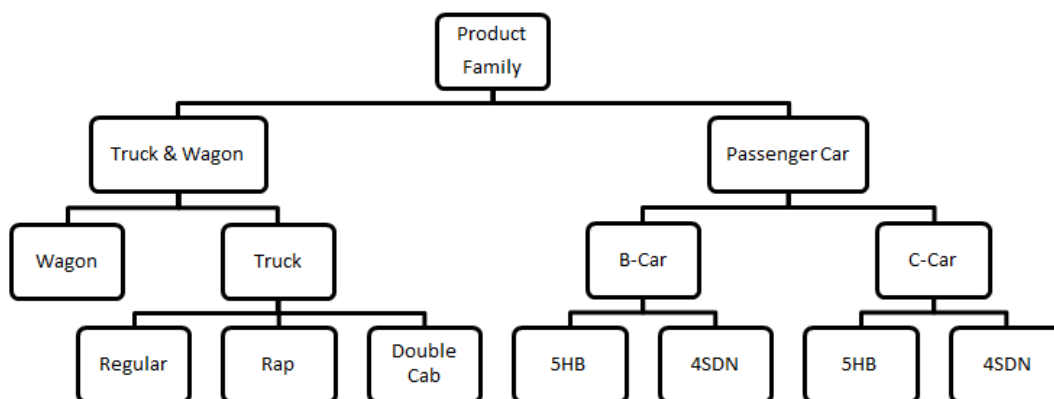 Product
Family
Truck & Wagon
Passenger Car
Wagon
Truck
B-Car
C-Car
Regular
Rap
Double
Cab
5HB
4SDN
5HB
4SDN